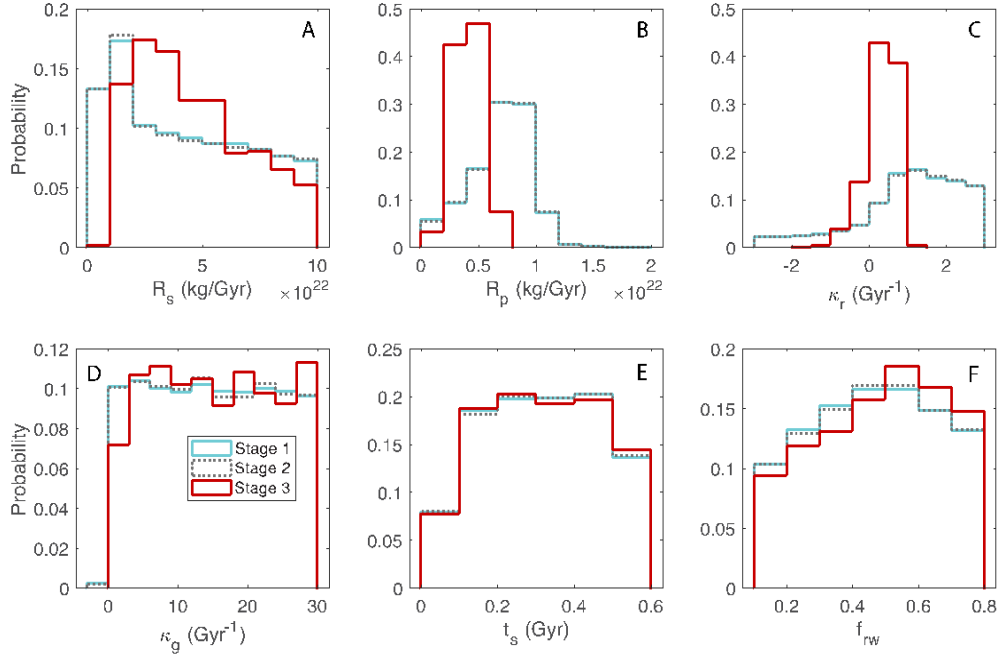 A
B
C
0.2
0.15
0.1
0.05
0
0.5
0.4
0.3
0.2
0.1
0
0.5
0.4
0.3
0.2
0.1
0
Probability
0 5 10
R_s (kg/Gyr) ×10^22
0 0.5 1 1.5 2
R_p (kg/Gyr) ×10^22
-2 0 2
κ_r (Gyr^-1)
D
E
F
0.12
0.1
0.08
0.06
0.04
0.02
0
0.25
0.2
0.15
0.1
0.05
0
0.25
0.2
0.15
0.1
0.05
0
Probability
Stage 1
Stage 2
Stage 3
0 10 20 30
κ_g (Gyr^-1)
0 0.2 0.4 0.6
t_s (Gyr)
0.2 0.4 0.6 0.8
f_rw